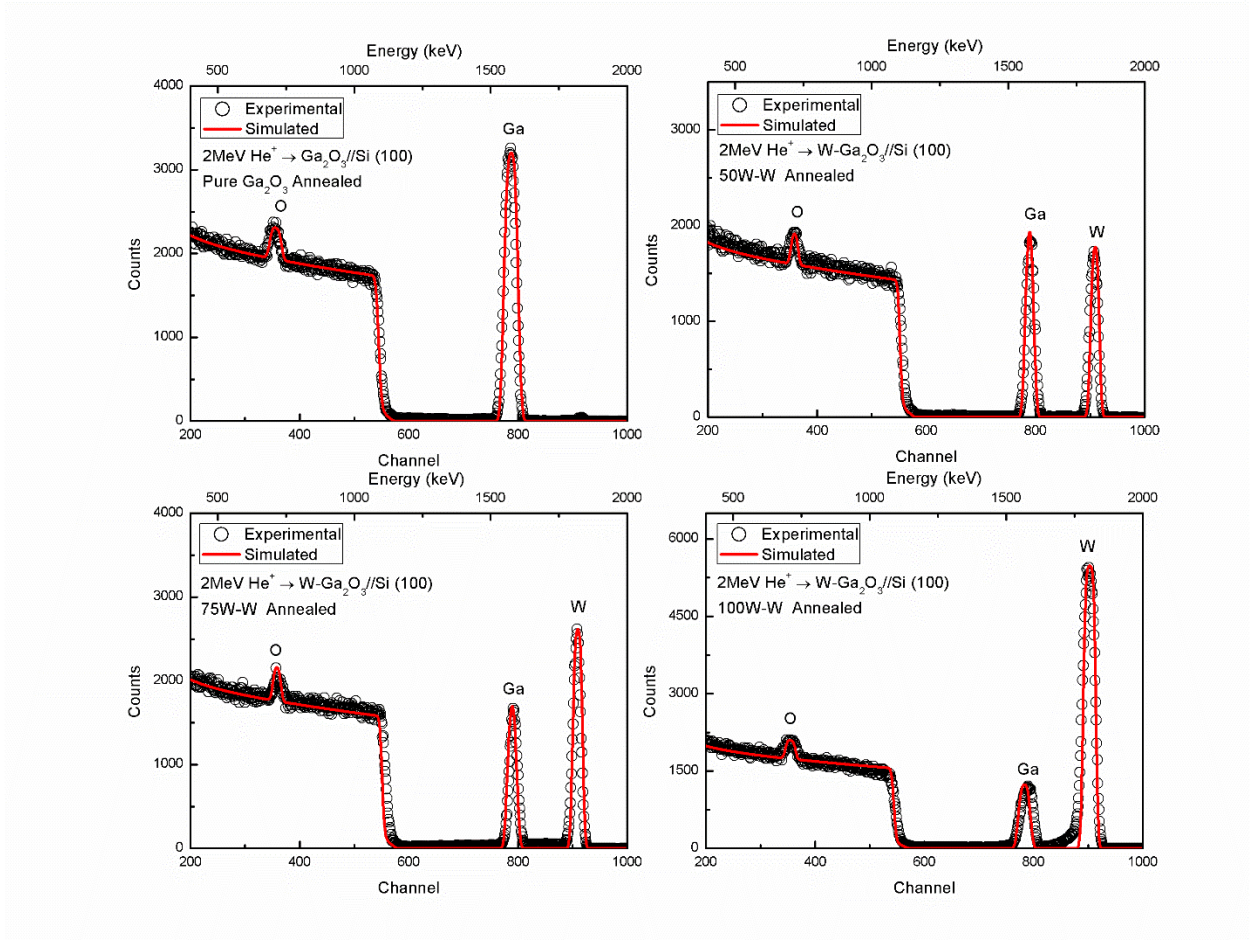 Energy (keV)
500 1000 1500 2000
4000
3000
2000
1000
0
Counts
Experimental
Simulated
2MeV He⁺ → Ga₂O₃//Si (100)
Pure Ga₂O₃ Annealed
O
Ga
200 400 600 800 1000
Channel
Energy (keV)
500 1000 1500 2000
3000
2000
1000
0
Counts
Experimental
Simulated
2MeV He⁺ → W-Ga₂O₃//Si (100)
50W-W Annealed
O
Ga
W
200 400 600 800 1000
Channel
Energy (keV)
500 1000 1500 2000
4000
3000
2000
1000
0
Counts
Experimental
Simulated
2MeV He⁺ → W-Ga₂O₃//Si (100)
75W-W Annealed
O
Ga
W
200 400 600 800 1000
Channel
Energy (keV)
500 1000 1500 2000
6000
4500
3000
1500
0
Counts
Experimental
Simulated
2MeV He⁺ → W-Ga₂O₃//Si (100)
100W-W Annealed
O
Ga
W
200 400 600 800 1000
Channel